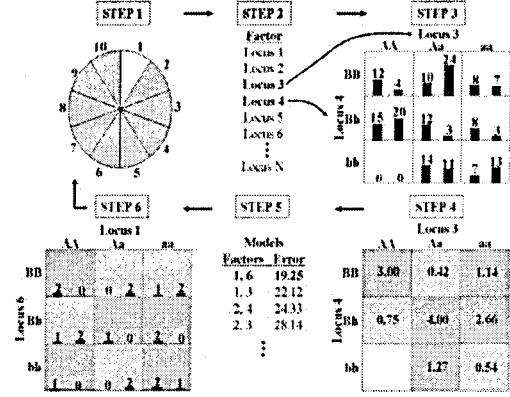 STEP 1
STEP 2
STEP 3
10 1
9 2
8 3
7 4
6 5
Factor
Locus 1
Locus 2
Locus 3
Locus 4
Locus 5
Locus 6
Locus N
Locus 3
AA Aa aa
Locus 4
BB 12 4 10 24 8 7
Bb 15 20 12 3 8 3
bb 0 0 14 11 7 13
STEP 6
STEP 5
STEP 4
Locus 1
AA Aa aa
Locus 6
BB 2 0 0 2 1 2
Bb 1 2 1 0 2 0
bb 1 0 0 2 2 1
Models
Factors Error
1, 6 19.25
1, 3 22.12
2, 4 24.33
2, 3 28.14
Locus 3
AA Aa aa
Locus 4
BB 3.00 0.42 1.14
Bb 0.75 4.00 2.66
bb 1.27 0.54